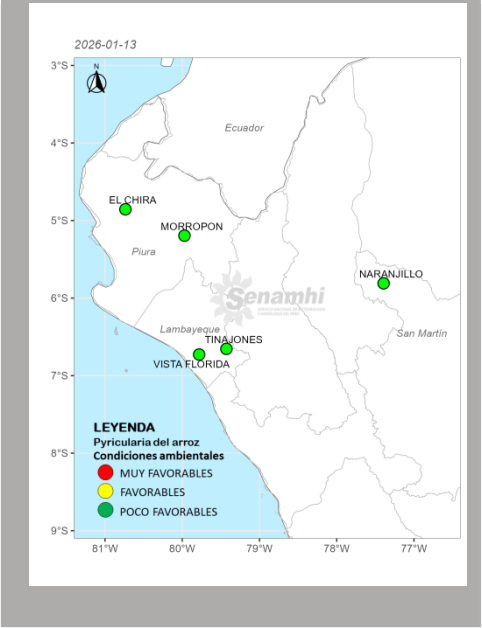 2026-01-13
3°S
N
Ecuador
4°S
EL CHIRA
5°S
MORROPON
Piura
NARANJILLO
6°S
Senamhi
Lambayeque
San Martín
TINAJONES
VISTA FLORIDA
7°S
LEYENDA
Pyricularia del arroz
Condiciones ambientales
8°S
MUY FAVORABLES
FAVORABLES
POCO FAVORABLES
9°S
81°W 80°W 79°W 78°W 77°W